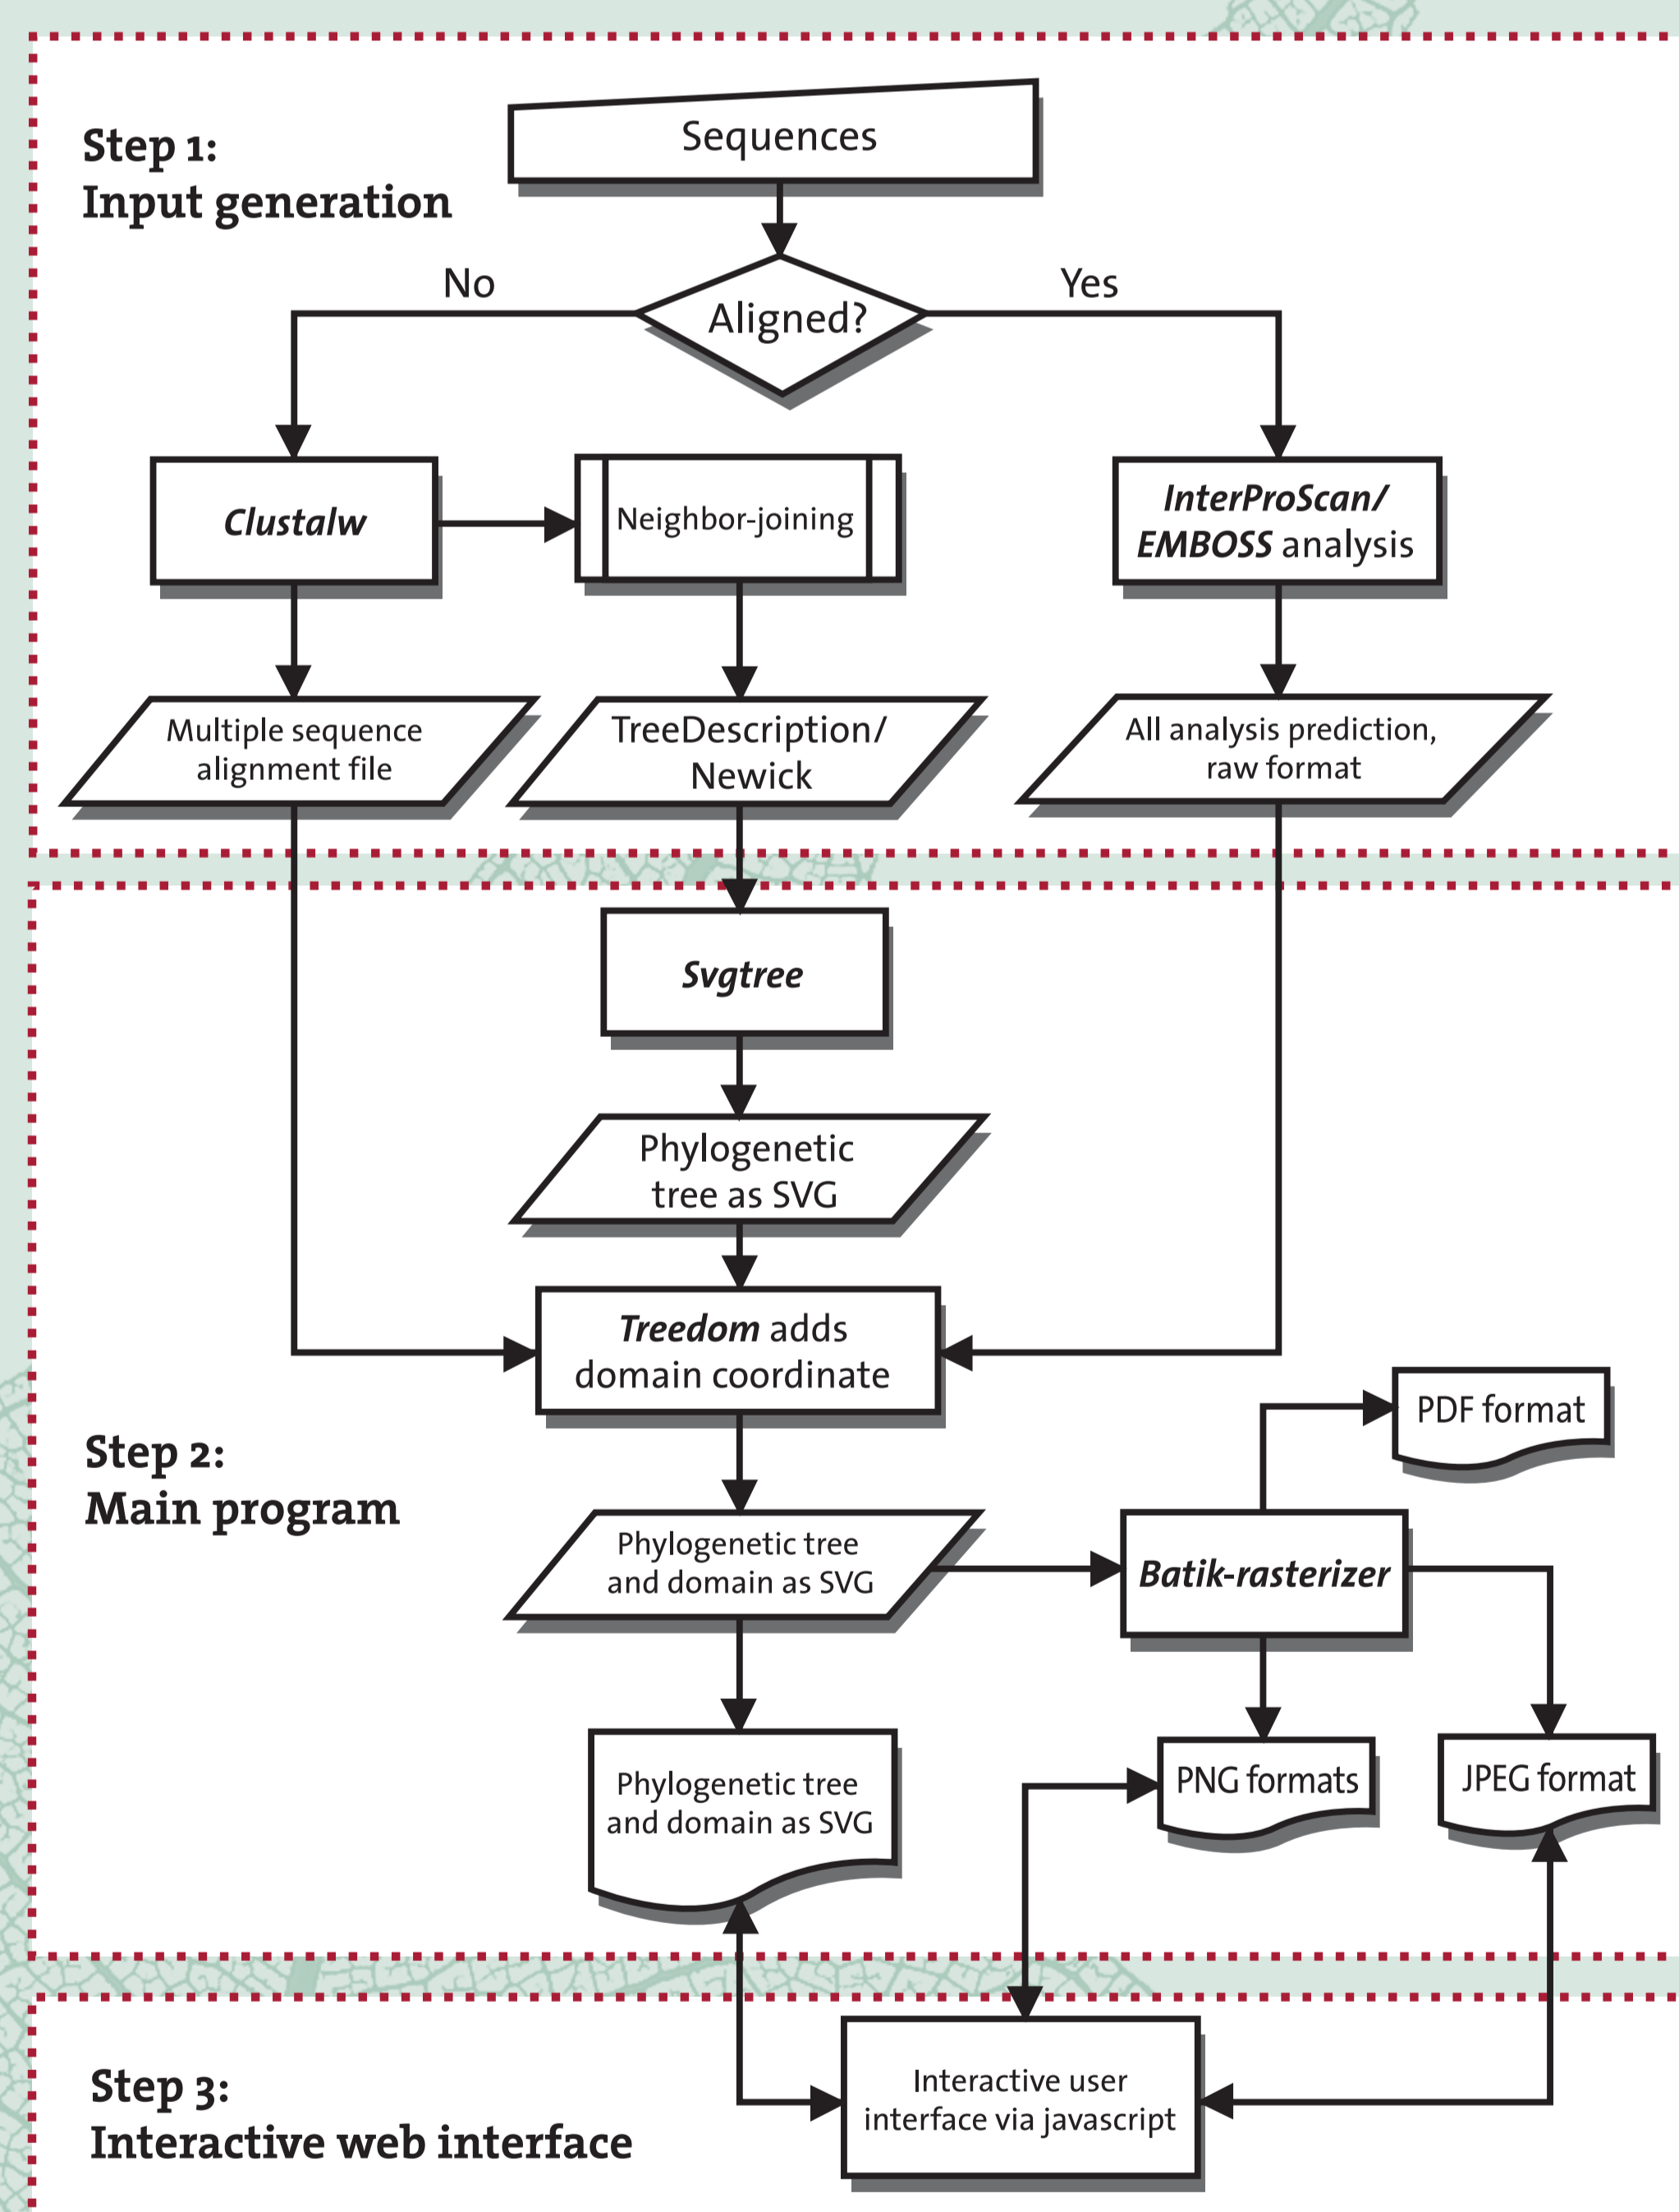 Step 1:
Input generation
Sequences
Aligned?
No
Yes
Clustalw
Neighbor-joining
InterProScan/
EMBOSS analysis
Multiple sequence
alignment file
TreeDescription/
Newick
All analysis prediction,
raw format
Svgtree
Phylogenetic
tree as SVG
Treedom adds
domain coordinate
Step 2:
Main program
PDF format
Phylogenetic tree
and domain as SVG
Batik-rasterizer
Phylogenetic tree
and domain as SVG
PNG formats
JPEG format
Step 3:
Interactive web interface
Interactive user
interface via javascript